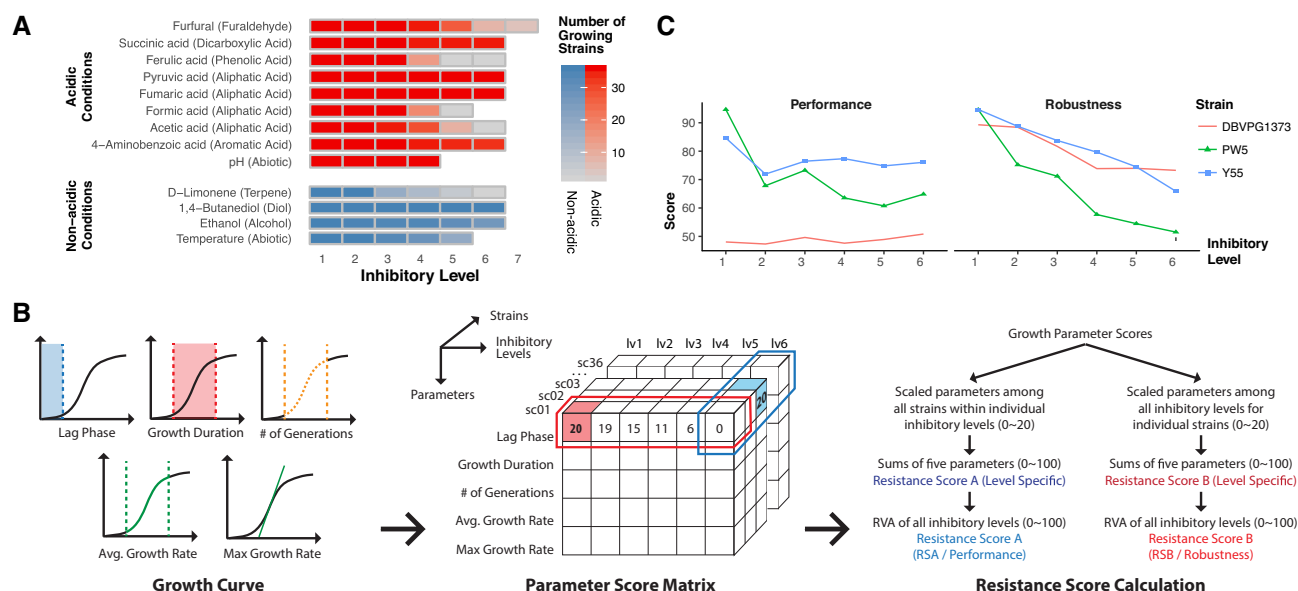 A
Acidic
Conditions
Furfural (Furaldehyde)
Succinic acid (Dicarboxylic Acid)
Ferulic acid (Phenolic Acid)
Pyruvic acid (Aliphatic Acid)
Fumaric acid (Aliphatic Acid)
Formic acid (Aliphatic Acid)
Acetic acid (Aliphatic Acid)
4−Aminobenzoic acid (Aromatic Acid)
pH (Abiotic)
Non−acidic
Conditions
D−Limonene (Terpene)
1,4−Butanediol (Diol)
Ethanol (Alcohol)
Temperature (Abiotic)
1 2 3 4 5 6 7
Inhibitory Level
Number of
Growing
Strains
30
20
10
Non−acidic
Acidic
C
Performance
Robustness
Score
90
80
70
60
50
1 2 3 4 5 6
1 2 3 4 5 6
Inhibitory
Level
Strain
DBVPG1373
PW5
Y55
B
Lag Phase
Growth Duration
# of Generations
Avg. Growth Rate
Max Growth Rate
Growth Curve
Strains
Inhibitory
Levels
Parameters
lv1 lv2 lv3 lv4 lv5 lv6
sc36
...
sc03
sc02
sc01
20
Lag Phase
20 19 15 11 6 0
Growth Duration
# of Generations
Avg. Growth Rate
Max Growth Rate
Parameter Score Matrix
Growth Parameter Scores
Scaled parameters among
all strains within individual
inhibitory levels (0~20)
Sums of five parameters (0~100)
Resistance Score A (Level Specific)
RVA of all inhibitory levels (0~100)
Resistance Score A
(RSA / Performance)
Scaled parameters among
all inhibitory levels for
individual strains (0~20)
Sums of five parameters (0~100)
Resistance Score B (Level Specific)
RVA of all inhibitory levels (0~100)
Resistance Score B
(RSB / Robustness)
Resistance Score Calculation